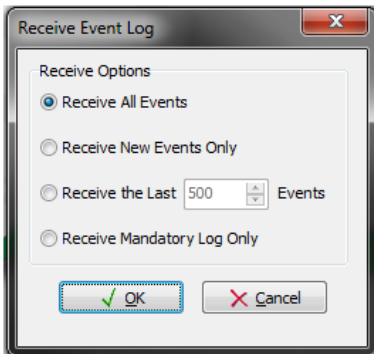 Receive Event Log
Receive Options
Receive All Events
Receive New Events Only
Receive the Last 500 Events
Receive Mandatory Log Only
OK Cancel